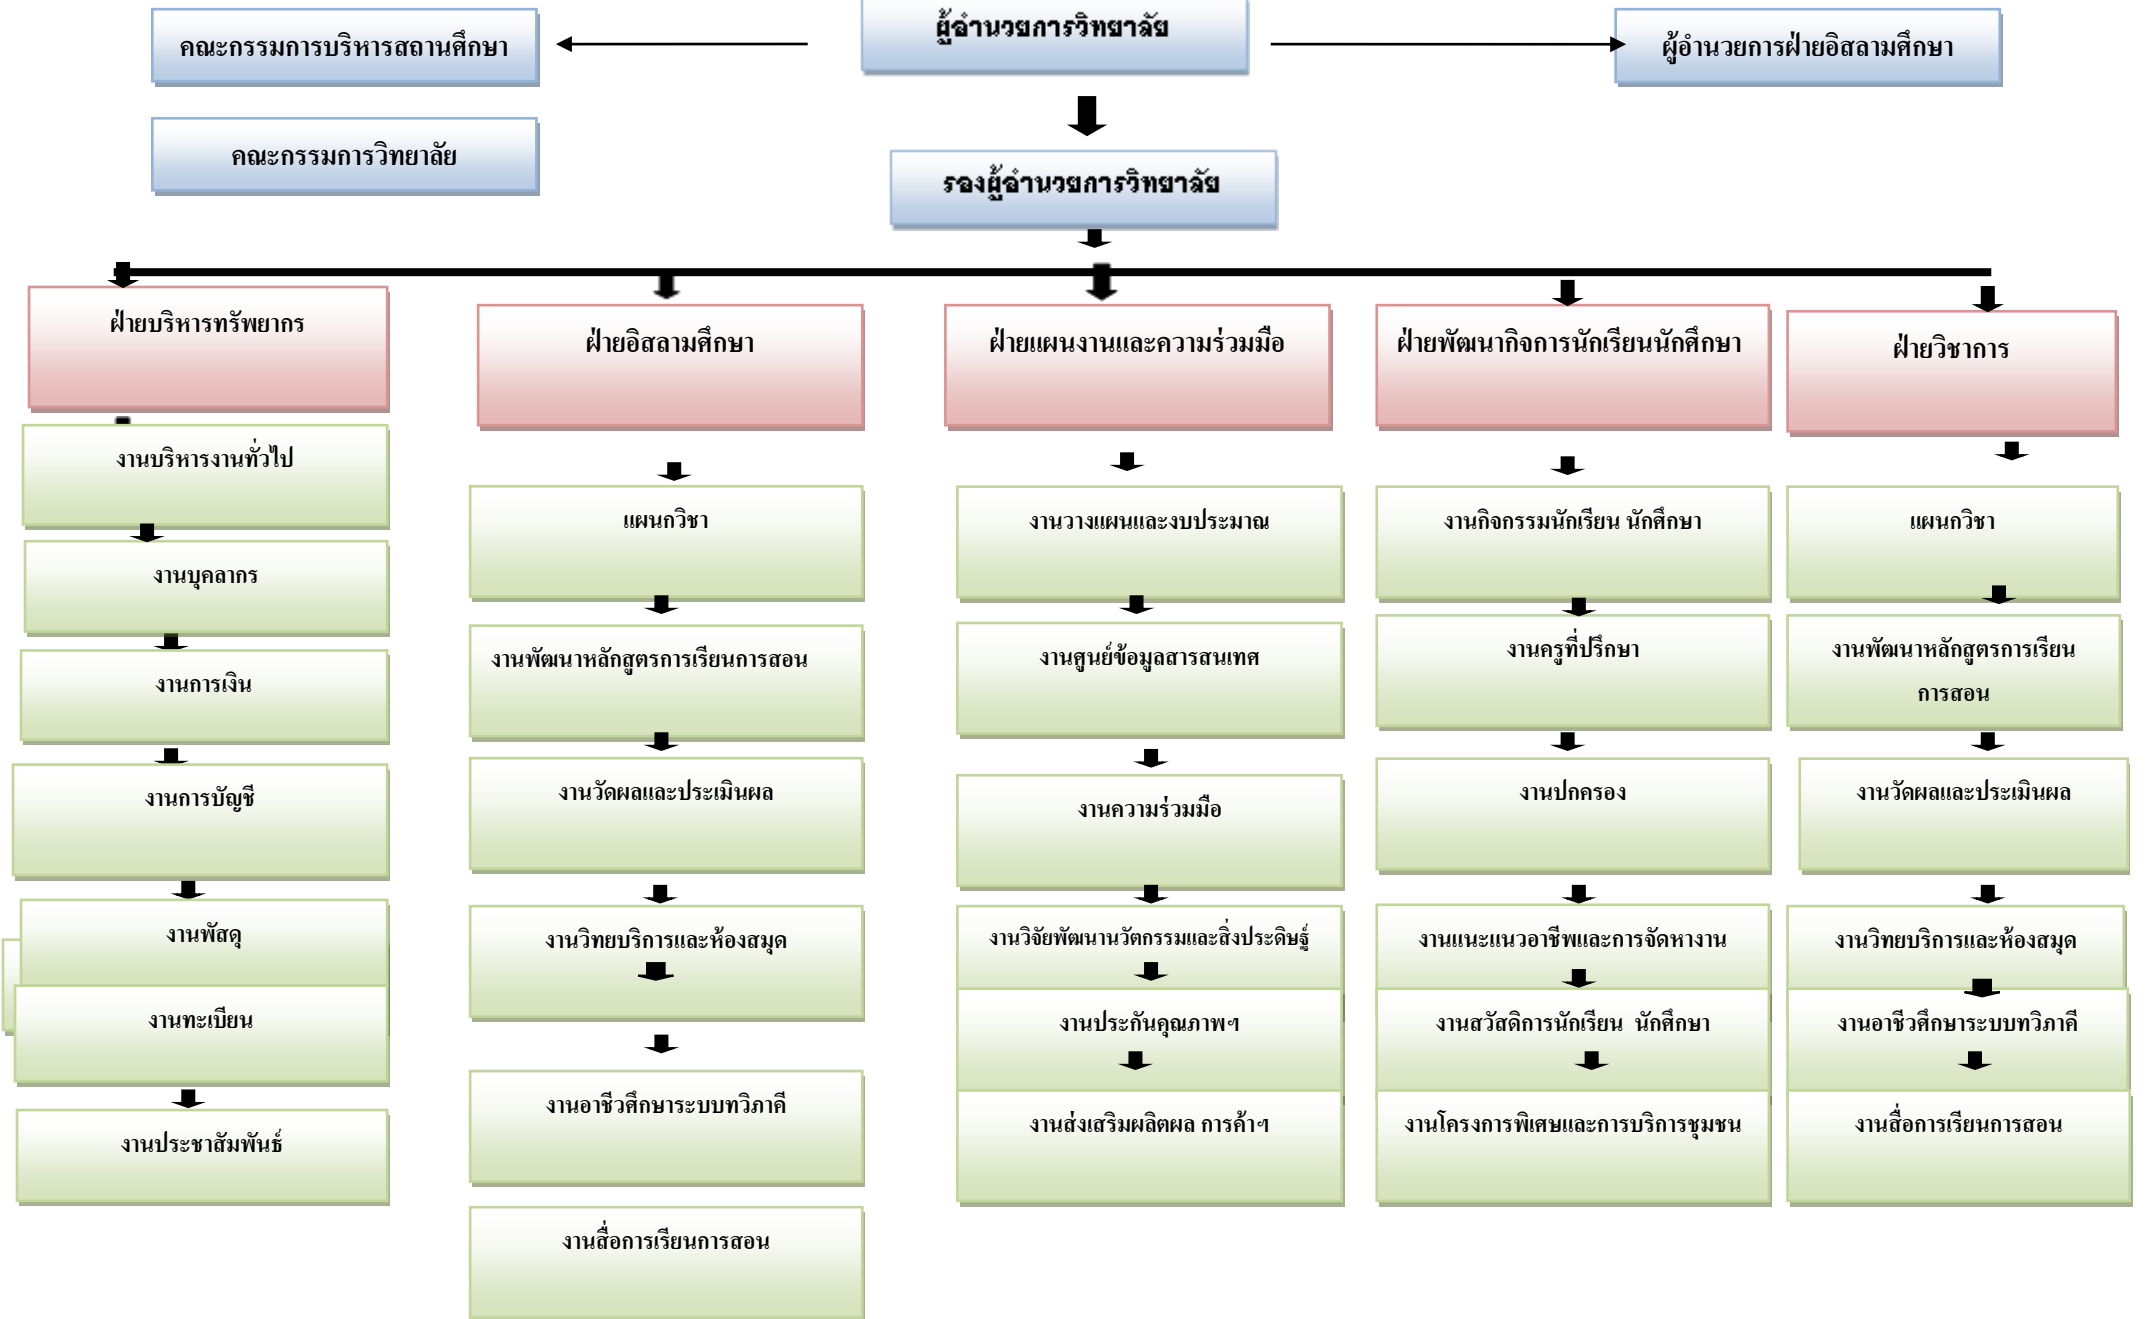 ผู้อำนวยการวิทยาลัย
คณะกรรมการบริหารสถานศึกษา
ผู้อำนวยการฝ่ายอิสลามศึกษา
คณะกรรมการวิทยาลัย
รองผู้อำนวยการวิทยาลัย
ฝ่ายบริหารทรัพยากร
งานบริหารงานทั่วไป
งานบุคลากร
งานการเงิน
งานการบัญชี
งานพัสดุ
งานทะเบียน
งานประชาสัมพันธ์
ฝ่ายอิสลามศึกษา
แผนกวิชา
งานพัฒนาหลักสูตรการเรียนการสอน
งานวัดผลและประเมินผล
งานวิทยบริการและห้องสมุด
งานอาชีวศึกษาระบบทวิภาคี
งานสื่อการเรียนการสอน
ฝ่ายแผนงานและความร่วมมือ
งานวางแผนและงบประมาณ
งานศูนย์ข้อมูลสารสนเทศ
งานความร่วมมือ
งานวิจัยพัฒนานวัตกรรมและสิ่งประดิษฐ์
งานประกันคุณภาพฯ
งานส่งเสริมผลิตผล การค้าฯ
ฝ่ายพัฒนากิจการนักเรียนนักศึกษา
งานกิจกรรมนักเรียน นักศึกษา
งานครูที่ปรึกษา
งานปกครอง
งานแนะแนวอาชีพและการจัดหางาน
งานสวัสดิการนักเรียน นักศึกษา
งานโครงการพิเศษและการบริการชุมชน
ฝ่ายวิชาการ
แผนกวิชา
งานพัฒนาหลักสูตรการเรียน
การสอน
งานวัดผลและประเมินผล
งานวิทยบริการและห้องสมุด
งานอาชีวศึกษาระบบทวิภาคี
งานสื่อการเรียนการสอน